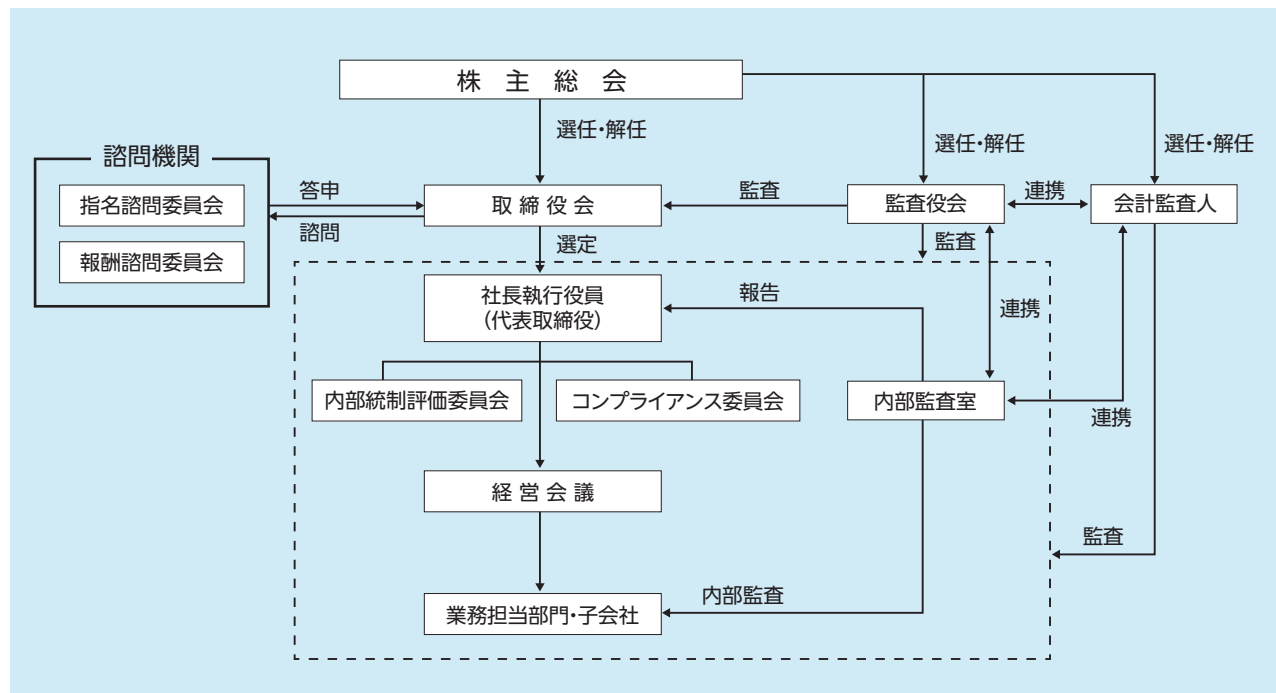 株主総会
選任・解任
選任・解任
選任・解任
諮問機関
指名諮問委員会
報酬諮問委員会
答申
諮問
取締役会
監査
監査役会
連携
会計監査人
選定
監査
社長執行役員
（代表取締役）
報告
連携
内部統制評価委員会
コンプライアンス委員会
内部監査室
連携
経営会議
監査
内部監査
業務担当部門・子会社